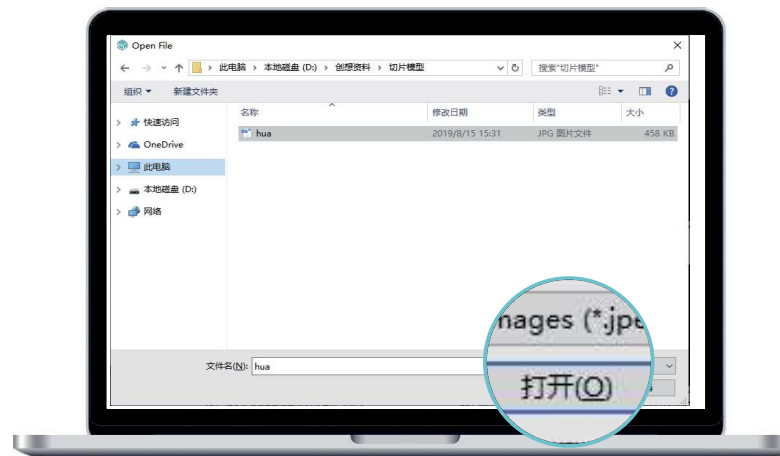 Open File
此电脑 › 本地磁盘 (D:) › 创想资料 › 切片模型
搜索"切片模型"
组织 新建文件夹
名称 修改日期 类型 大小
快速访问
hua 2019/8/15 15:31 JPG 图片文件 458 KB
OneDrive
此电脑
本地磁盘 (D:)
网络
mages (*.jpe
文件名(N): hua
打开(O)